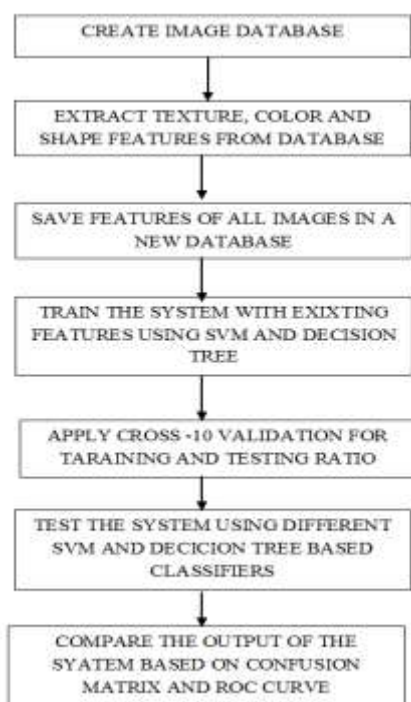 CREATE IMAGE DATABASE
EXTRACT TEXTURE, COLOR AND
SHAPE FEATURES FROM DATABASE
SAVE FEATURES OF ALL IMAGES IN A
NEW DATABASE
TRAIN THE SYSTEM WITH EXIXTING
FEATURES USING SVM AND DECISION
TREE
APPLY CROSS -10 VALIDATION FOR
TARAINING AND TESTING RATIO
TEST THE SYSTEM USING DIFFERENT
SVM AND DECICION TREE BASED
CLASSIFIERS
COMPARE THE OUTPUT OF THE
SYATEM BASED ON CONFUSION
MATRIX AND ROC CURVE